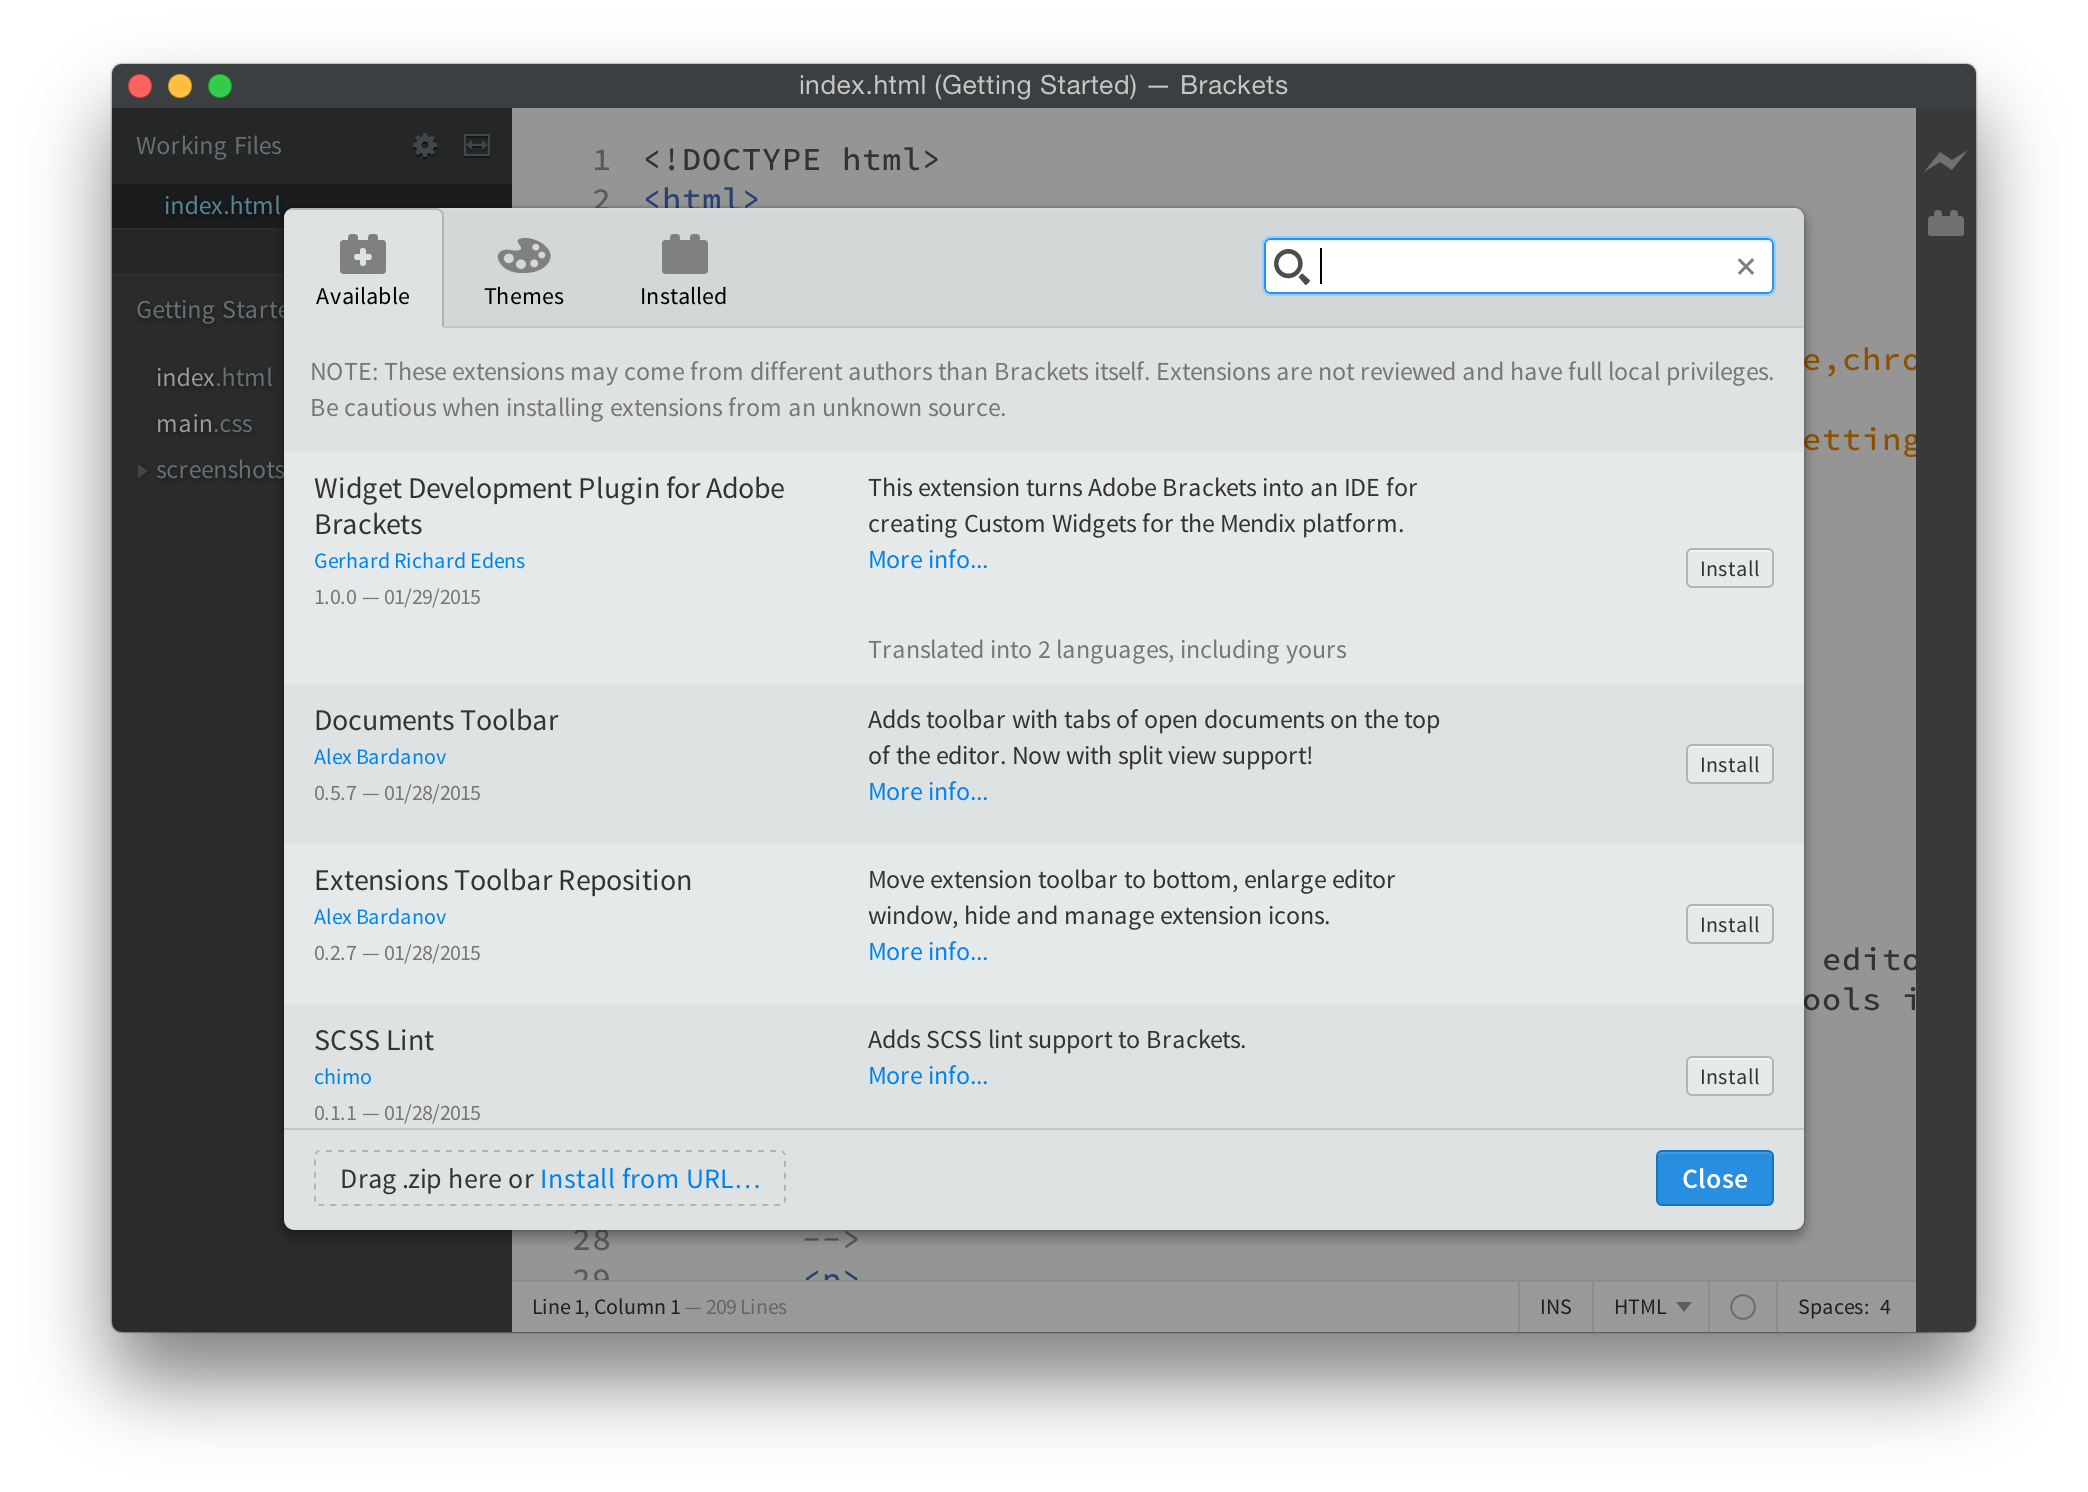 index.html (Getting Started) — Brackets
Working Files
index.html
Getting Starte
index.html
main.css
screenshots
1 <!DOCTYPE html>
2 <html>
Available
Themes
Installed
NOTE: These extensions may come from different authors than Brackets itself. Extensions are not reviewed and have full local privileges.
Be cautious when installing extensions from an unknown source.
Widget Development Plugin for Adobe
Brackets
Gerhard Richard Edens
1.0.0 — 01/29/2015
This extension turns Adobe Brackets into an IDE for
creating Custom Widgets for the Mendix platform.
More info...
Translated into 2 languages, including yours
Install
Documents Toolbar
Alex Bardanov
0.5.7 — 01/28/2015
Adds toolbar with tabs of open documents on the top
of the editor. Now with split view support!
More info...
Install
Extensions Toolbar Reposition
Alex Bardanov
0.2.7 — 01/28/2015
Move extension toolbar to bottom, enlarge editor
window, hide and manage extension icons.
More info...
Install
SCSS Lint
chimo
0.1.1 — 01/28/2015
Adds SCSS lint support to Brackets.
More info...
Install
Drag .zip here or Install from URL...
Close
e,chro
etting
edito
ools i
28 -->
29 <p>
Line 1, Column 1 — 209 Lines
INS
HTML
Spaces: 4